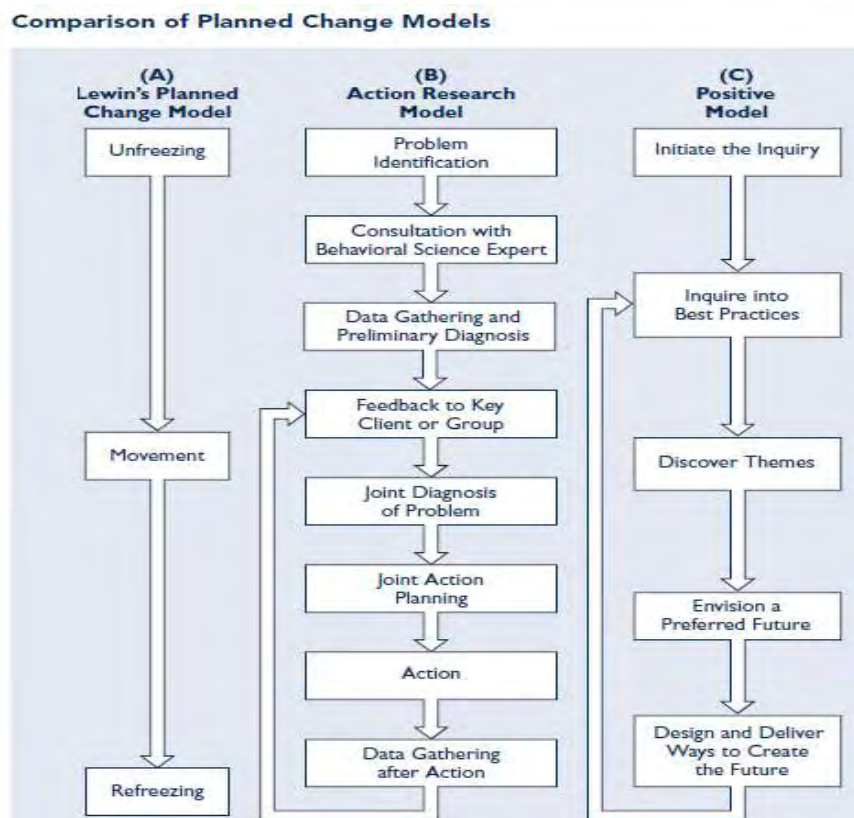 Comparison of Planned Change Models
(A)
Lewin's Planned
Change Model
Unfreezing
Movement
Refreezing
(B)
Action Research
Model
Problem
Identification
Consultation with
Behavioral Science Expert
Data Gathering and
Preliminary Diagnosis
Feedback to Key
Client or Group
Joint Diagnosis
of Problem
Joint Action
Planning
Action
Data Gathering
after Action
(C)
Positive
Model
Initiate the Inquiry
Inquire into
Best Practices
Discover Themes
Envision a
Preferred Future
Design and Deliver
Ways to Create
the Future